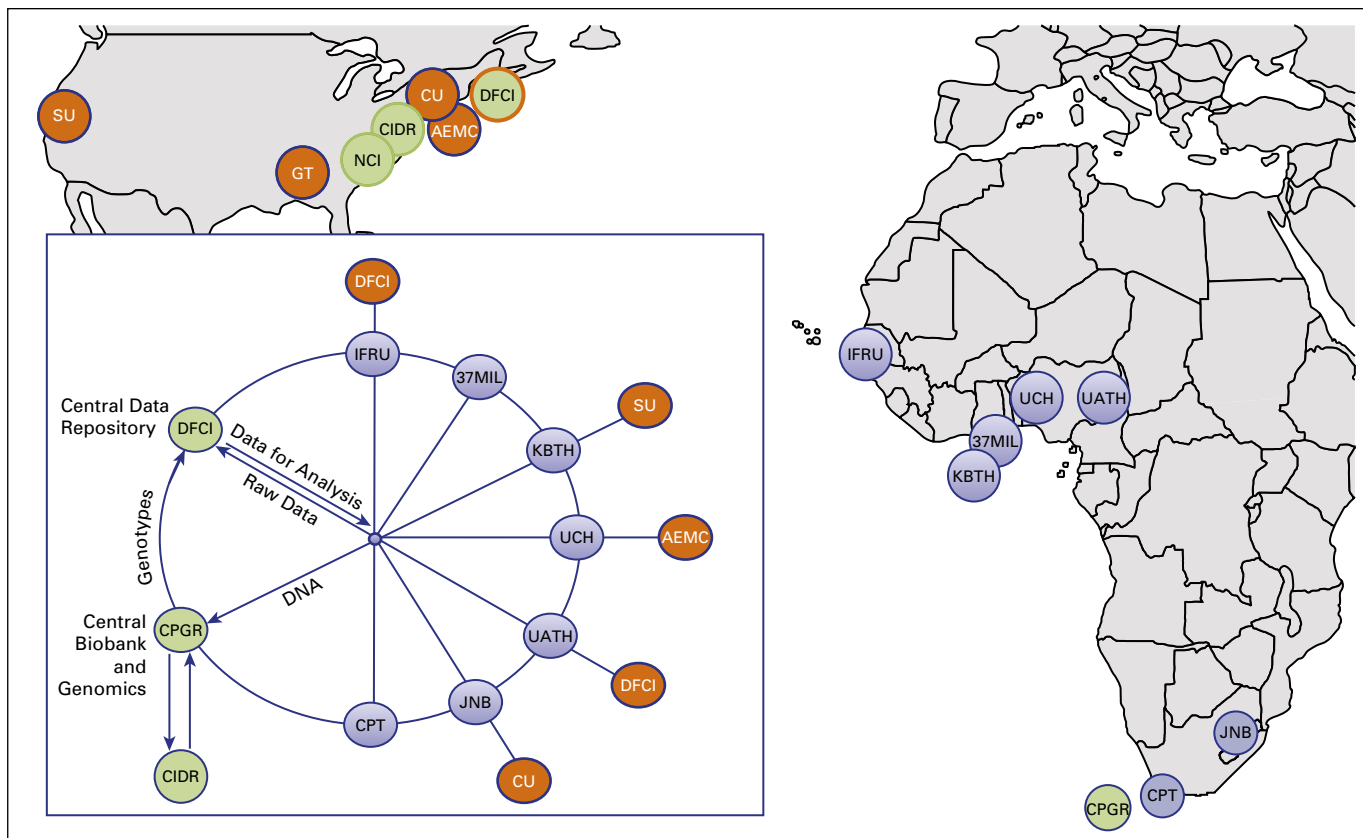 SU
CU
DFCI
CIDR
AEMC
NCI
GT
DFCI
IFRU
37MIL
SU
Central Data
Repository
DFCI
KBTH
Data for Analysis
Raw Data
Genotypes
UCH
AEMC
DNA
Central
Biobank
and
Genomics
CPGR
UATH
DFCI
JNB
CPT
CIDR
CU
IFRU
UCH
UATH
37MIL
KBTH
JNB
CPT
CPGR